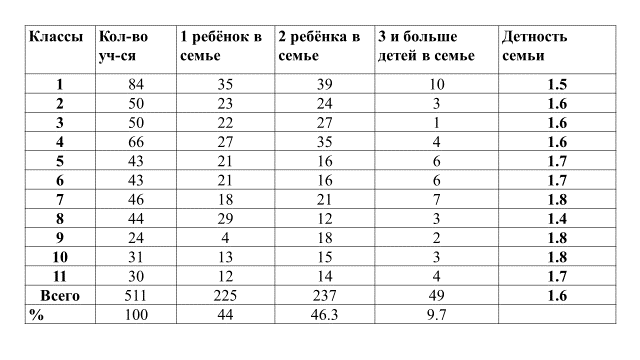 Классы Кол-во уч-ся 1 ребёнок в семье 2 ребёнка в семье 3 и больше детей в семье Детность семьи
1 84 35 39 10 1.5
2 50 23 24 3 1.6
3 50 22 27 1 1.6
4 66 27 35 4 1.6
5 43 21 16 6 1.7
6 43 21 16 6 1.7
7 46 18 21 7 1.8
8 44 29 12 3 1.4
9 24 4 18 2 1.8
10 31 13 15 3 1.8
11 30 12 14 4 1.7
Всего 511 225 237 49 1.6
% 100 44 46.3 9.7